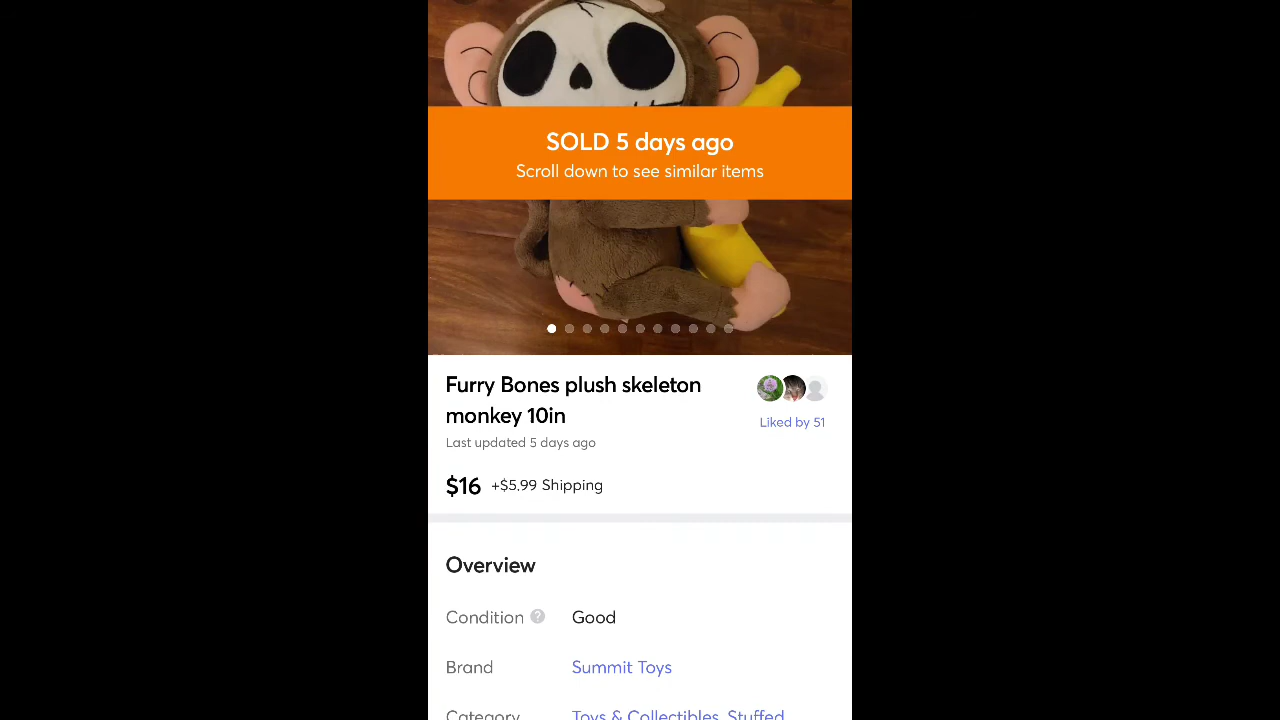 SOLD 5 days ago
Scroll down to see similar items
Furry Bones plush skeleton
monkey 10in
Liked by 51
Last updated 5 days ago
$16 +$5.99 Shipping
Overview
Condition ? Good
Brand Summit Toys
Category Toys & Collectibles, Stuffed